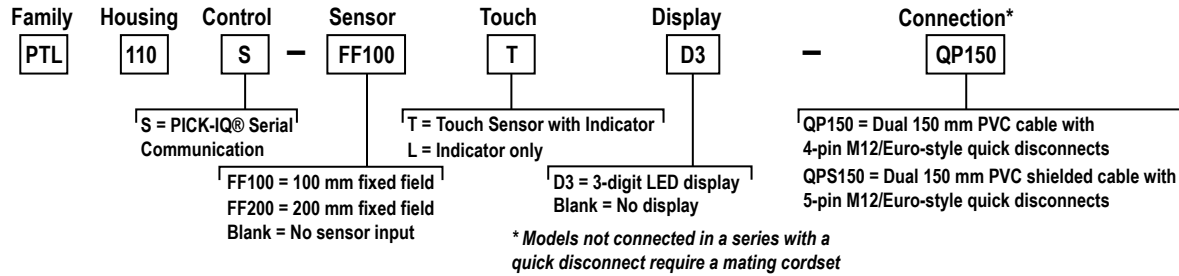 Family Housing Control Sensor Touch Display Connection*
PTL 110 S – FF100 T D3 – QP150
S = PICK-IQ® Serial
Communication
FF100 = 100 mm fixed field
FF200 = 200 mm fixed field
Blank = No sensor input
T = Touch Sensor with Indicator
L = Indicator only
D3 = 3-digit LED display
Blank = No display
QP150 = Dual 150 mm PVC cable with
4-pin M12/Euro-style quick disconnects
QPS150 = Dual 150 mm PVC shielded cable with
5-pin M12/Euro-style quick disconnects
* Models not connected in a series with a
quick disconnect require a mating cordset